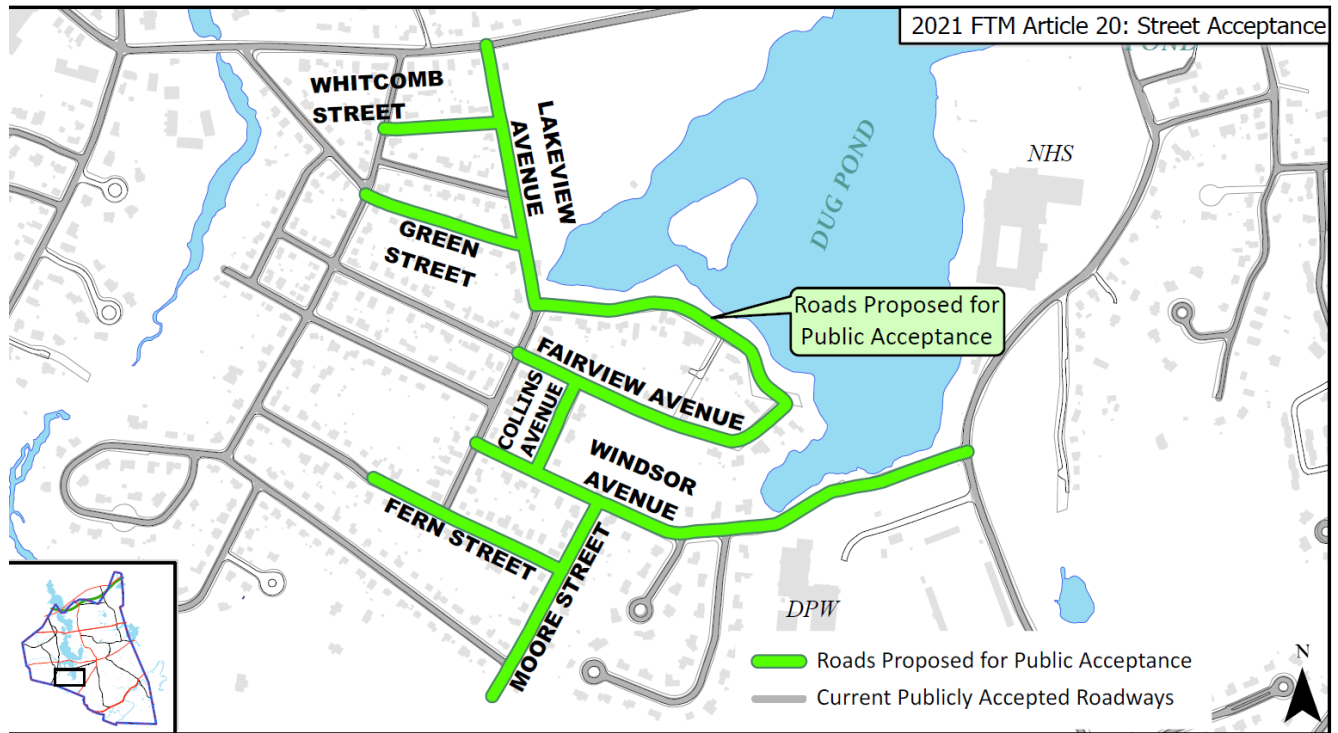 2021 FTM Article 20: Street Acceptance
POND
WHITCOMB
STREET
LAKEVIEW
AVENUE
DUG POND
NHS
GREEN
STREET
Roads Proposed for
Public Acceptance
FAIRVIEW AVENUE
COLLINS
AVENUE
WINDSOR
AVENUE
FERN STREET
MOORE STREET
DPW
Roads Proposed for Public Acceptance
Current Publicly Accepted Roadways
N